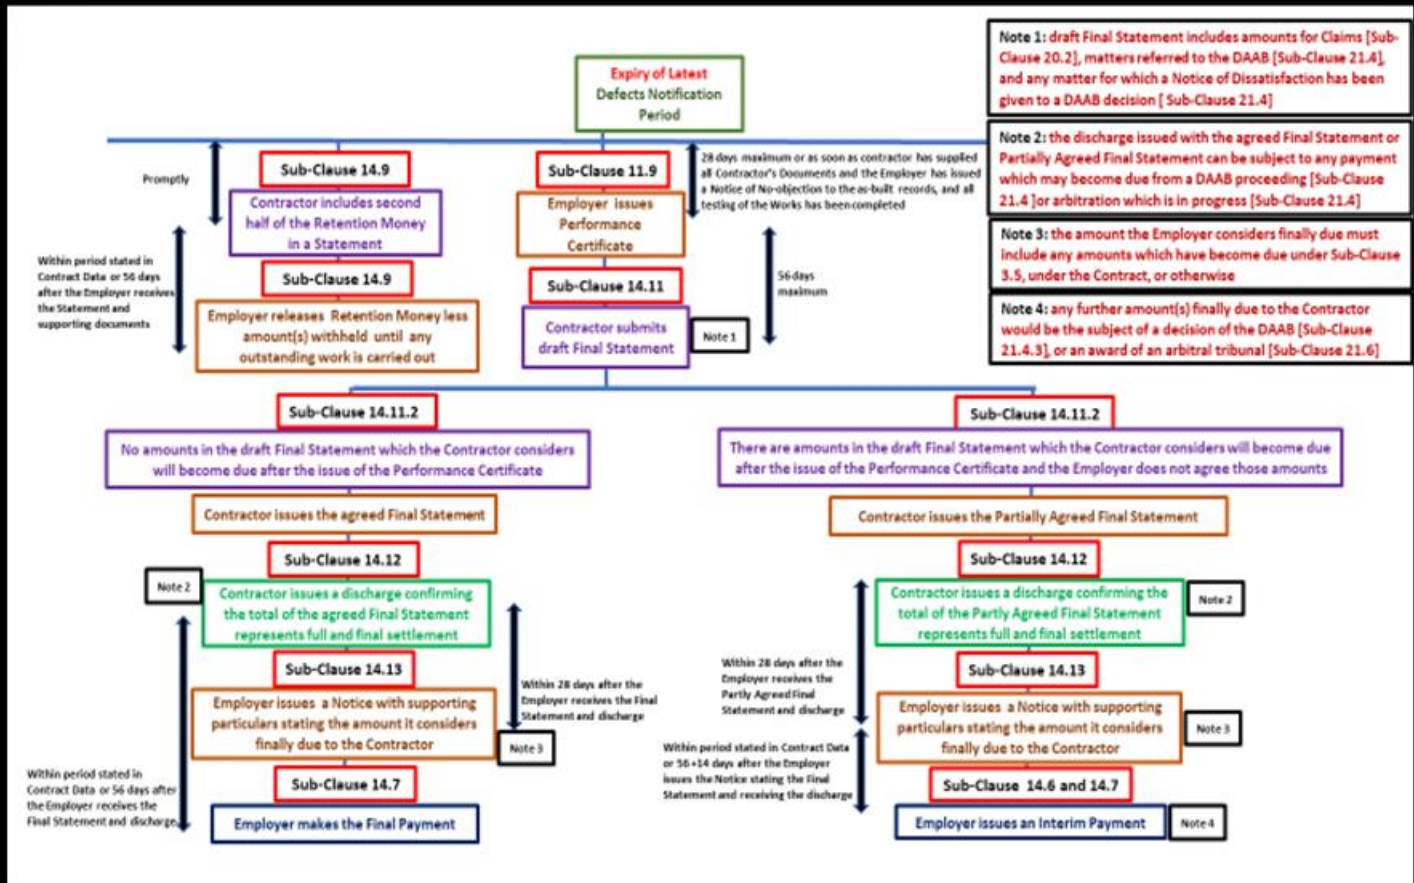 Expiry of Latest
Defects Notification
Period
Note 1: draft Final Statement includes amounts for Claims [Sub-
Clause 20.2], matters referred to the DAAB [Sub-Clause 21.4],
and any matter for which a Notice of Dissatisfaction has been
given to a DAAB decision [ Sub-Clause 21.4]
Note 2: the discharge issued with the agreed Final Statement or
Partially Agreed Final Statement can be subject to any payment
which may become due from a DAAB proceeding [Sub-Clause
21.4 ]or arbitration which is in progress [Sub-Clause 21.4]
Note 3: the amount the Employer considers finally due must
include any amounts which have become due under Sub-Clause
3.5, under the Contract, or otherwise
Note 4: any further amount(s) finally due to the Contractor
would be the subject of a decision of the DAAB [Sub-Clause
21.4.3], or an award of an arbitral tribunal [Sub-Clause 21.6]
Promptly
Sub-Clause 14.9
Contractor includes second
half of the Retention Money
in a Statement
Within period stated in
Contract Data or 56 days
after the Employer receives
the Statement and
supporting documents
Sub-Clause 14.9
Employer releases Retention Money less
amount(s) withheld until any
outstanding work is carried out
Sub-Clause 11.9
Employer issues
Performance
Certificate
28 days maximum or as soon as contractor has supplied
all Contractor's Documents and the Employer has issued
a Notice of No-objection to the as-built records, and all
testing of the Works has been completed
Sub-Clause 14.11
Contractor submits
draft Final Statement
Note 1
56 days
maximum
Sub-Clause 14.11.2
No amounts in the draft Final Statement which the Contractor considers
will become due after the issue of the Performance Certificate
Contractor issues the agreed Final Statement
Sub-Clause 14.12
Note 2
Contractor issues a discharge confirming
the total of the agreed Final Statement
represents full and final settlement
Sub-Clause 14.13
Within 28 days after the
Employer receives the Final
Statement and discharge
Employer issues a Notice with supporting
particulars stating the amount it considers
finally due to the Contractor
Note 3
Within period stated in
Contract Data or 56 days after
the Employer receives the
Final Statement and discharge
Sub-Clause 14.7
Employer makes the Final Payment
Sub-Clause 14.11.2
There are amounts in the draft Final Statement which the Contractor considers will become due
after the issue of the Performance Certificate and the Employer does not agree those amounts
Contractor issues the Partially Agreed Final Statement
Sub-Clause 14.12
Contractor issues a discharge confirming the
total of the Partly Agreed Final Statement
represents full and final settlement
Note 2
Within 28 days after the
Employer receives the
Partly Agreed Final
Statement and discharge
Sub-Clause 14.13
Employer issues a Notice with supporting
particulars stating the amount it considers
finally due to the Contractor
Note 3
Within period stated in Contract Data
or 56+14 days after the Employer
issues the Notice stating the Final
Statement and receiving the discharge
Sub-Clause 14.6 and 14.7
Employer issues an Interim Payment
Note 4